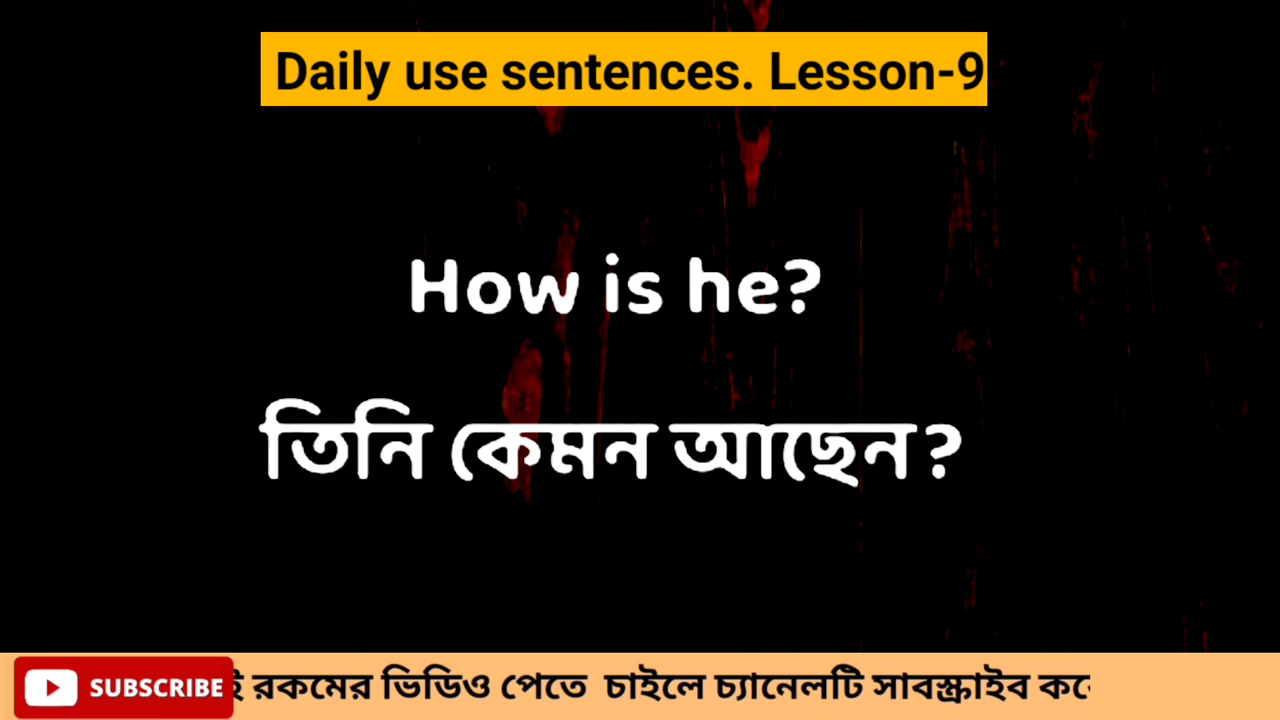 Daily use sentences. Lesson-9
How is he?
তিনি কেমন আছেন?
SUBSCRIBE রকমের ভিডিও পেতে চাইলে চ্যানেলটি সাবস্ক্রাইব